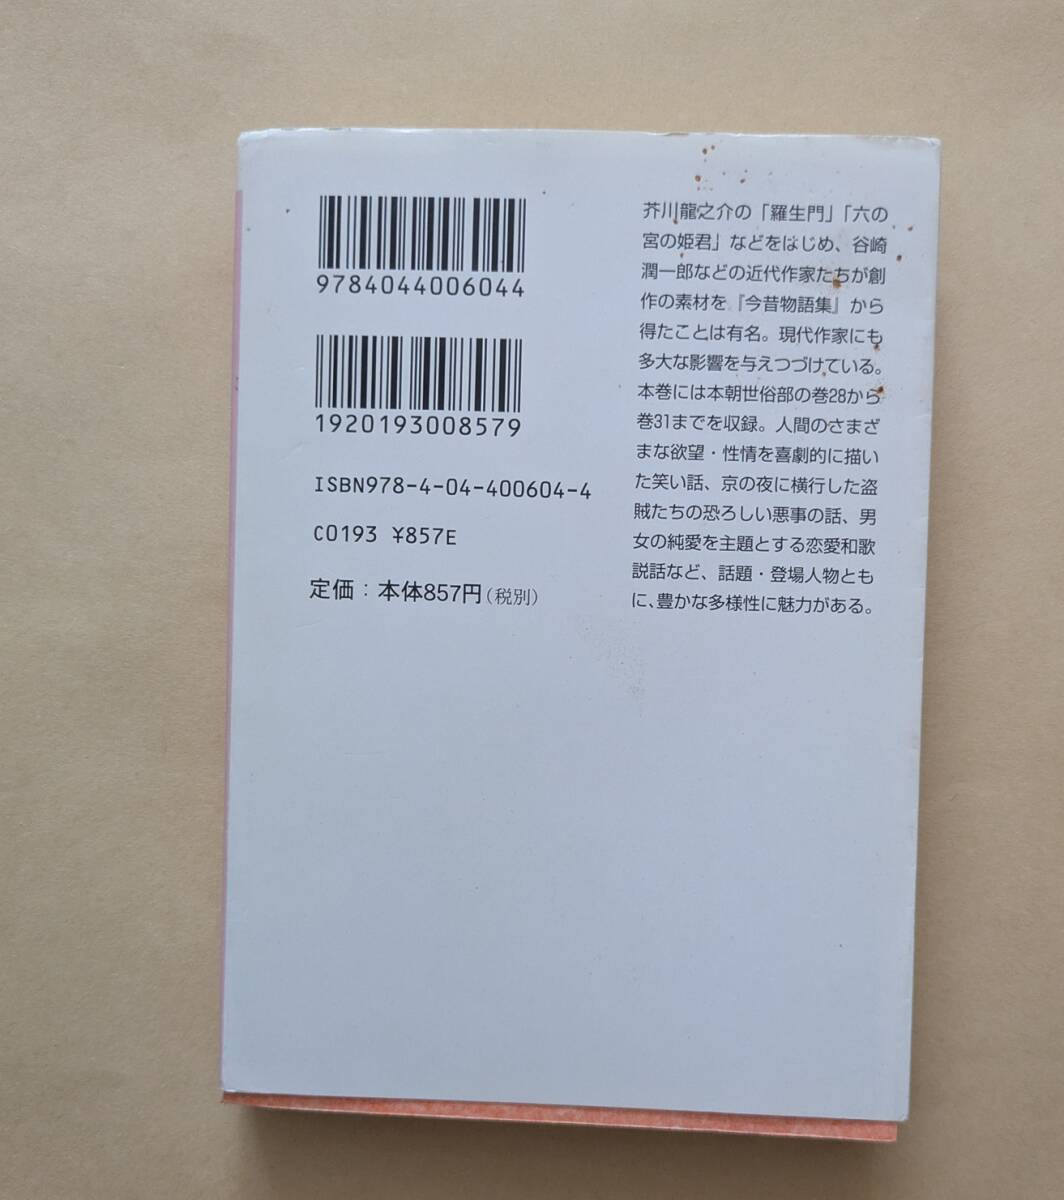 9784044006044
1920193008579
ISBN978-4-04-400604-4
C0193 ¥857E
定価：本体857円（税別）
芥川龍之介の「羅生門」「六の
宮の姫君」などをはじめ、谷崎
潤一郎などの近代作家たちが創
作の素材を『今昔物語集』から
得たことは有名。現代作家にも
多大な影響を与えつづけている。
本巻には本朝世俗部の巻28から
巻31までを収録。人間のさまざ
まな欲望・性情を喜劇的に描い
た笑い話、京の夜に横行した盗
賊たちの恐ろしい悪事の話、男
女の純愛を主題とする恋愛和歌
説話など、話題・登場人物とも
に、豊かな多様性に魅力がある。